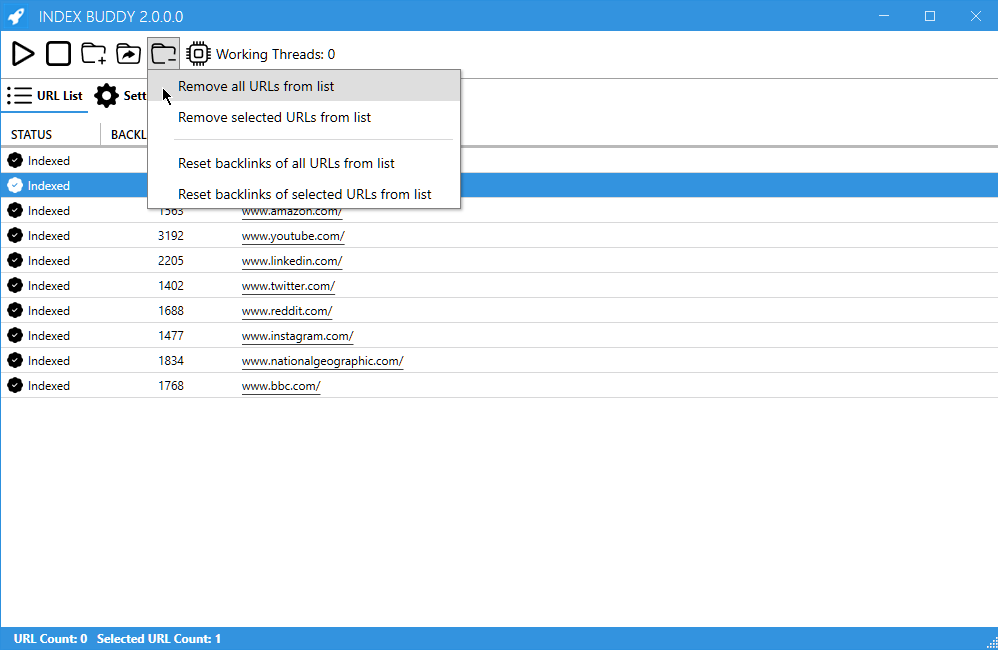 INDEX BUDDY 2.0.0.0
Working Threads: 0
Remove all URLs from list
Remove selected URLs from list
Reset backlinks of all URLs from list
Reset backlinks of selected URLs from list
URL List
STATUS
Indexed
Indexed
Indexed 1563 www.amazon.com/
Indexed 3192 www.youtube.com/
Indexed 2205 www.linkedin.com/
Indexed 1402 www.twitter.com/
Indexed 1688 www.reddit.com/
Indexed 1477 www.instagram.com/
Indexed 1834 www.nationalgeographic.com/
Indexed 1768 www.bbc.com/
URL Count: 0 Selected URL Count: 1